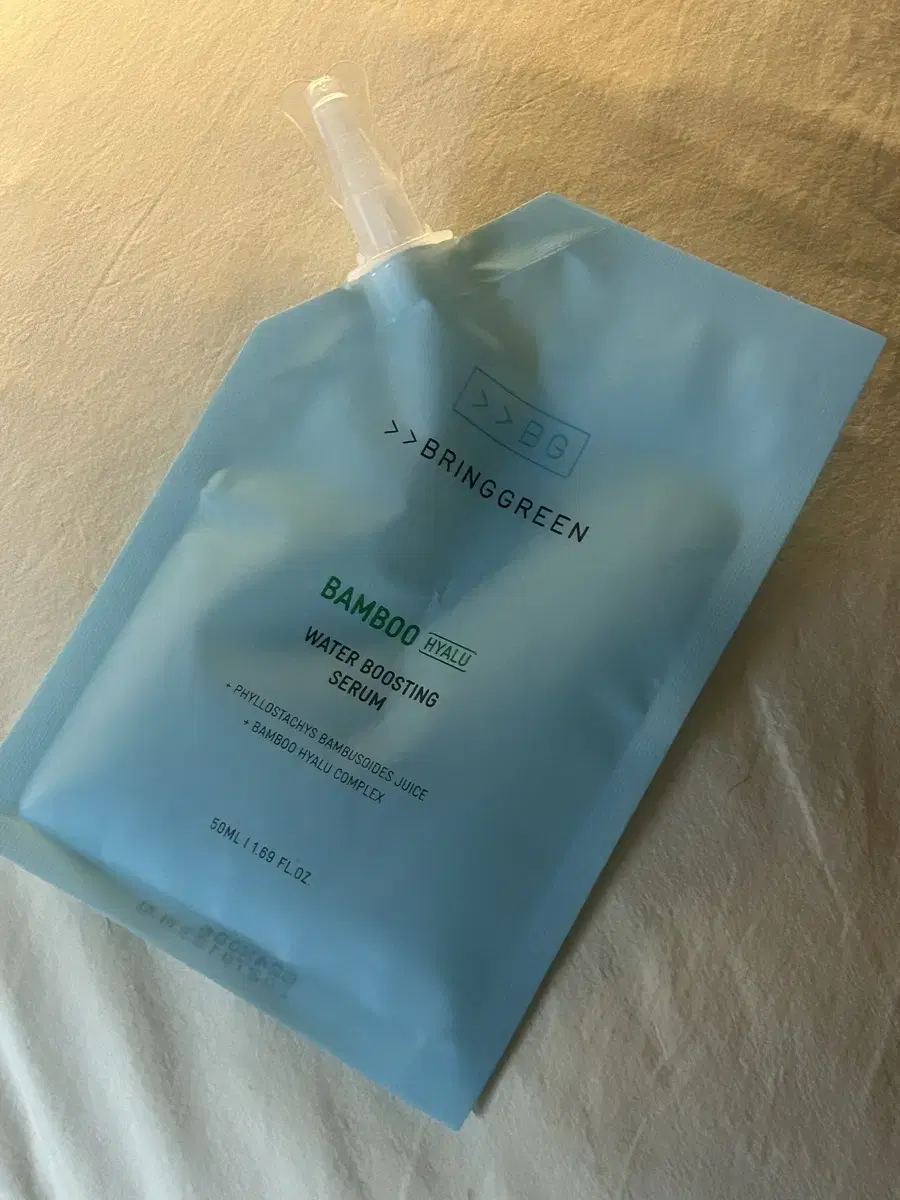 >>BG
>>BRINGGREEN
BAMBOO HYALU
WATER BOOSTING
SERUM
+ PHYLLOSTACHYS BAMBUSOIDES JUICE
+ BAMBOO HYALU COMPLEX
50ML | 1.69 FL.OZ.